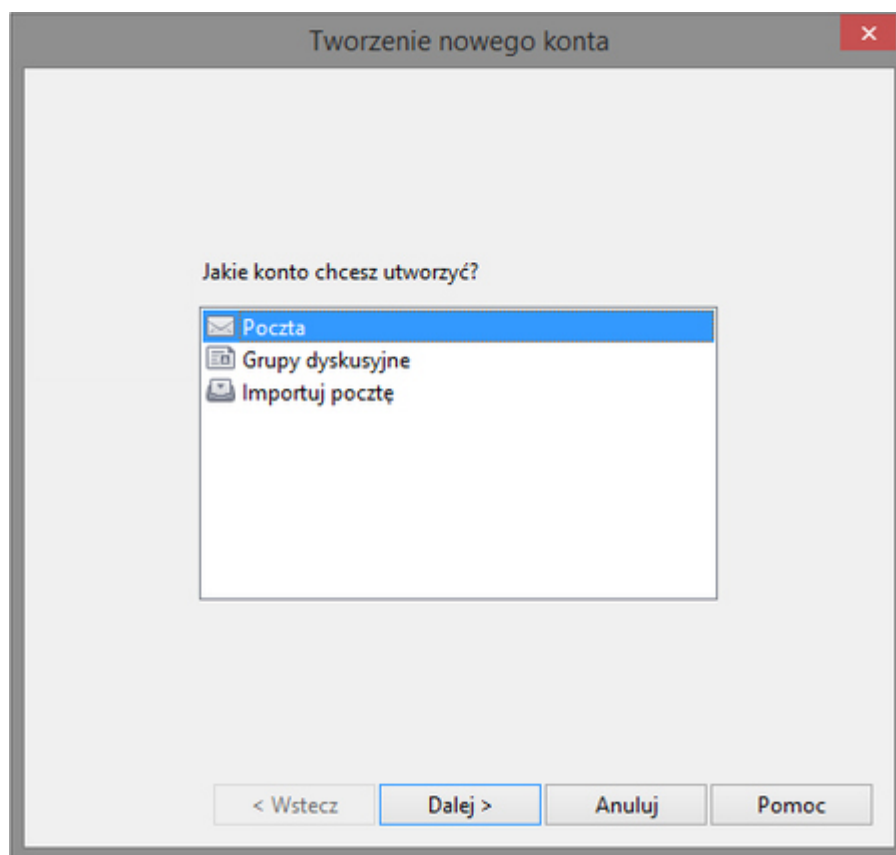 Tworzenie nowego konta
Jakie konto chcesz utworzyć?
Poczta
Grupy dyskusyjne
Importuj pocztę
< Wstecz
Dalej >
Anuluj
Pomoc